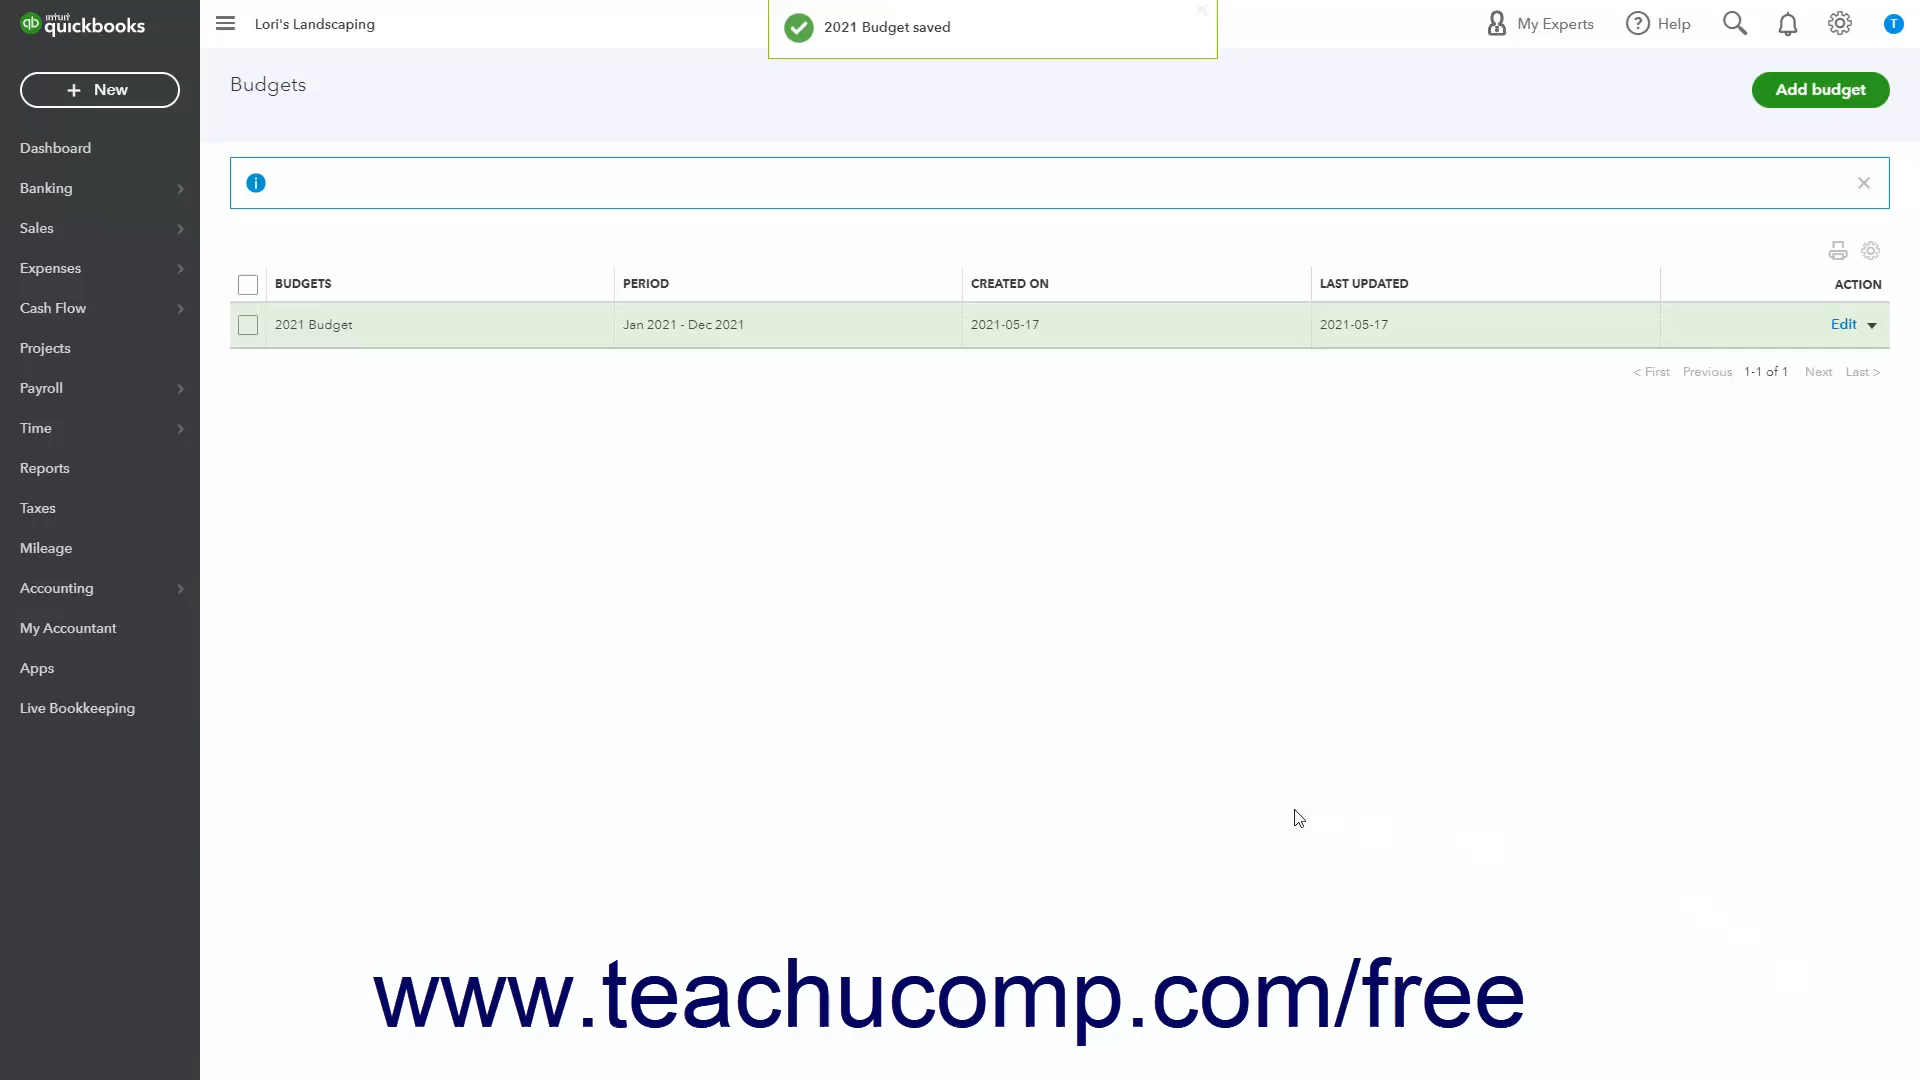 intuit
quickbooks
Lori's Landscaping
2021 Budget saved
My Experts
Help
T
+ New
Budgets
Add budget
Dashboard
Banking
Sales
Expenses
Cash Flow
Projects
Payroll
Time
Reports
Taxes
Mileage
Accounting
My Accountant
Apps
Live Bookkeeping
BUDGETS PERIOD CREATED ON LAST UPDATED ACTION
2021 Budget Jan 2021 - Dec 2021 2021-05-17 2021-05-17 Edit
< First Previous 1-1 of 1 Next Last >
www.teachucomp.com/free